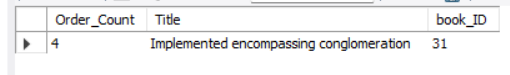 Order_Count Title book_ID
4 Implemented encompassing conglomeration 31